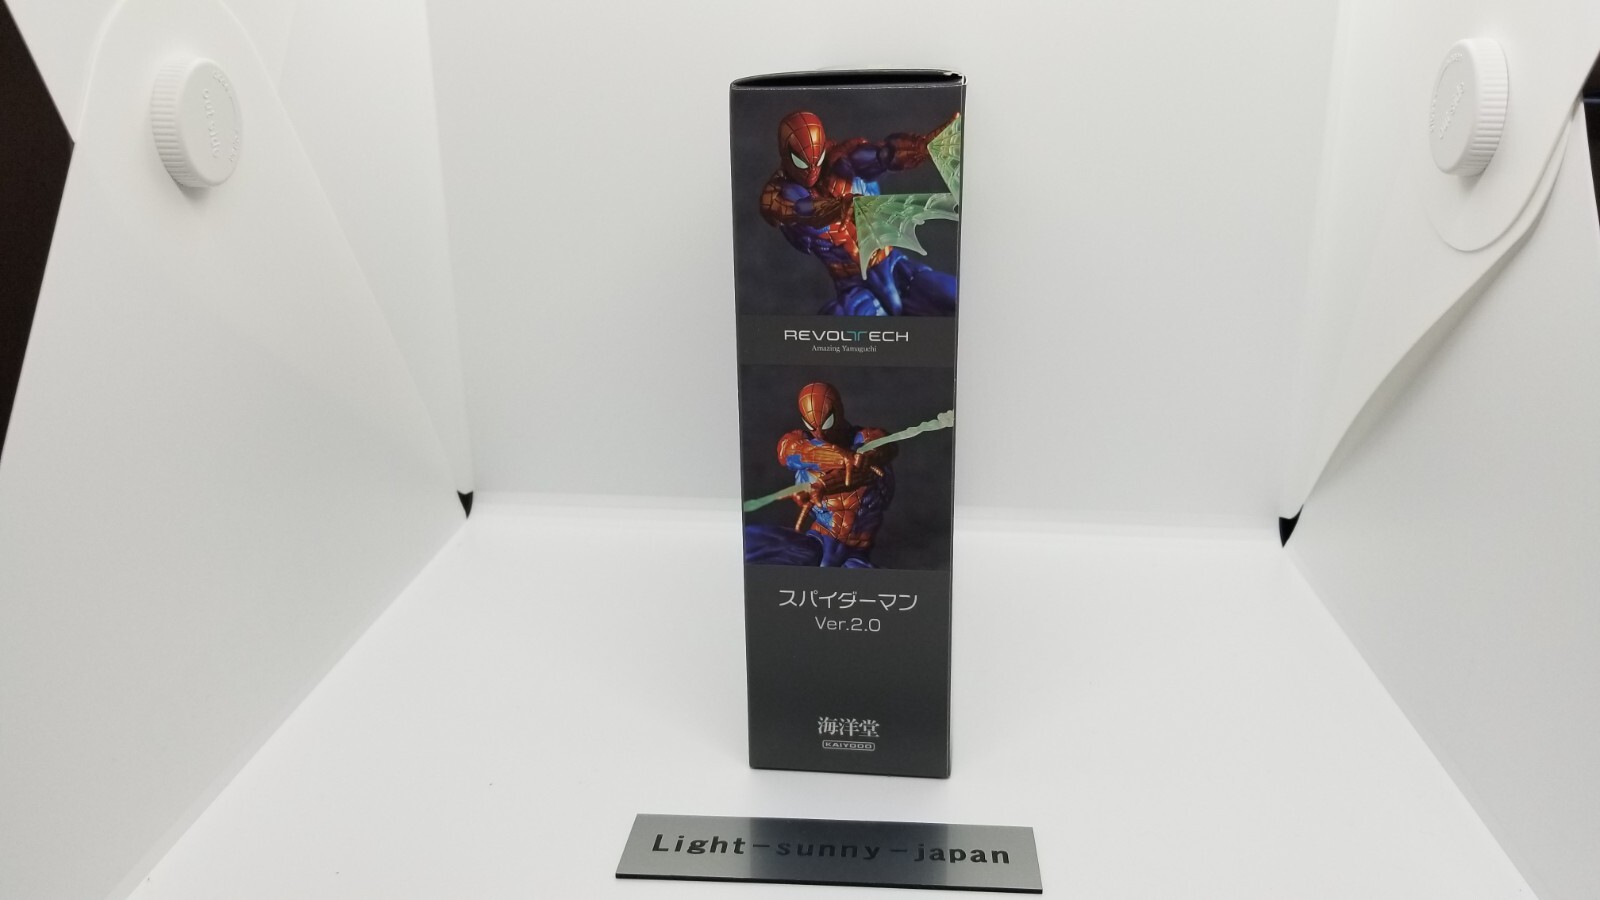 REVOLTECH
Amazing Yamaguchi
スパイダーマン
Ver.2.0
海洋堂
KAIYODO
Light-sunny-japan